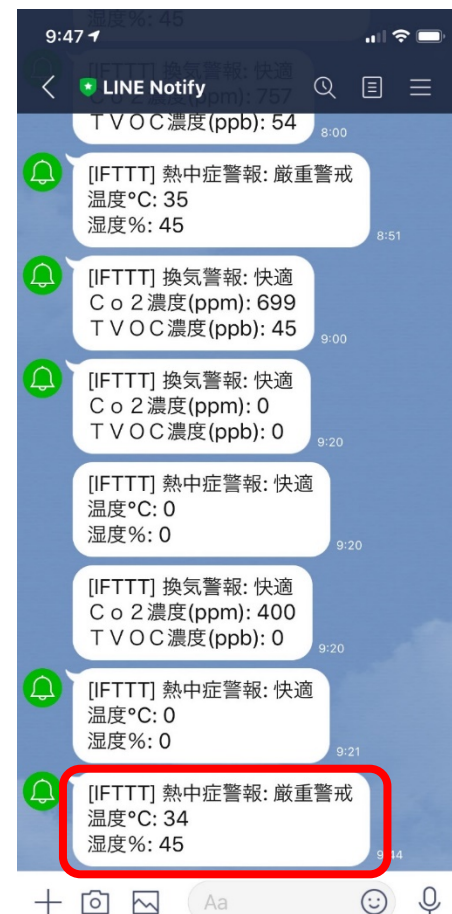 湿度%: 45
9:47
[IFTTT] 換気警報: 快適
LINE Notify
Co2濃度(ppm): 757
ＴＶＯＣ濃度(ppb): 54
8:00
[IFTTT] 熱中症警報: 厳重警戒
温度°C: 35
湿度%: 45
8:51
[IFTTT] 換気警報: 快適
Ｃｏ２濃度(ppm): 699
ＴＶＯＣ濃度(ppb): 45
9:00
[IFTTT] 換気警報: 快適
Ｃｏ２濃度(ppm): 0
ＴＶＯＣ濃度(ppb): 0
9:20
[IFTTT] 熱中症警報: 快適
温度°C: 0
湿度%: 0
9:20
[IFTTT] 換気警報: 快適
Ｃｏ２濃度(ppm): 400
ＴＶＯＣ濃度(ppb): 0
9:20
[IFTTT] 熱中症警報: 快適
温度°C: 0
湿度%: 0
9:21
[IFTTT] 熱中症警報: 厳重警戒
温度°C: 34
湿度%: 45
9:44
Aa